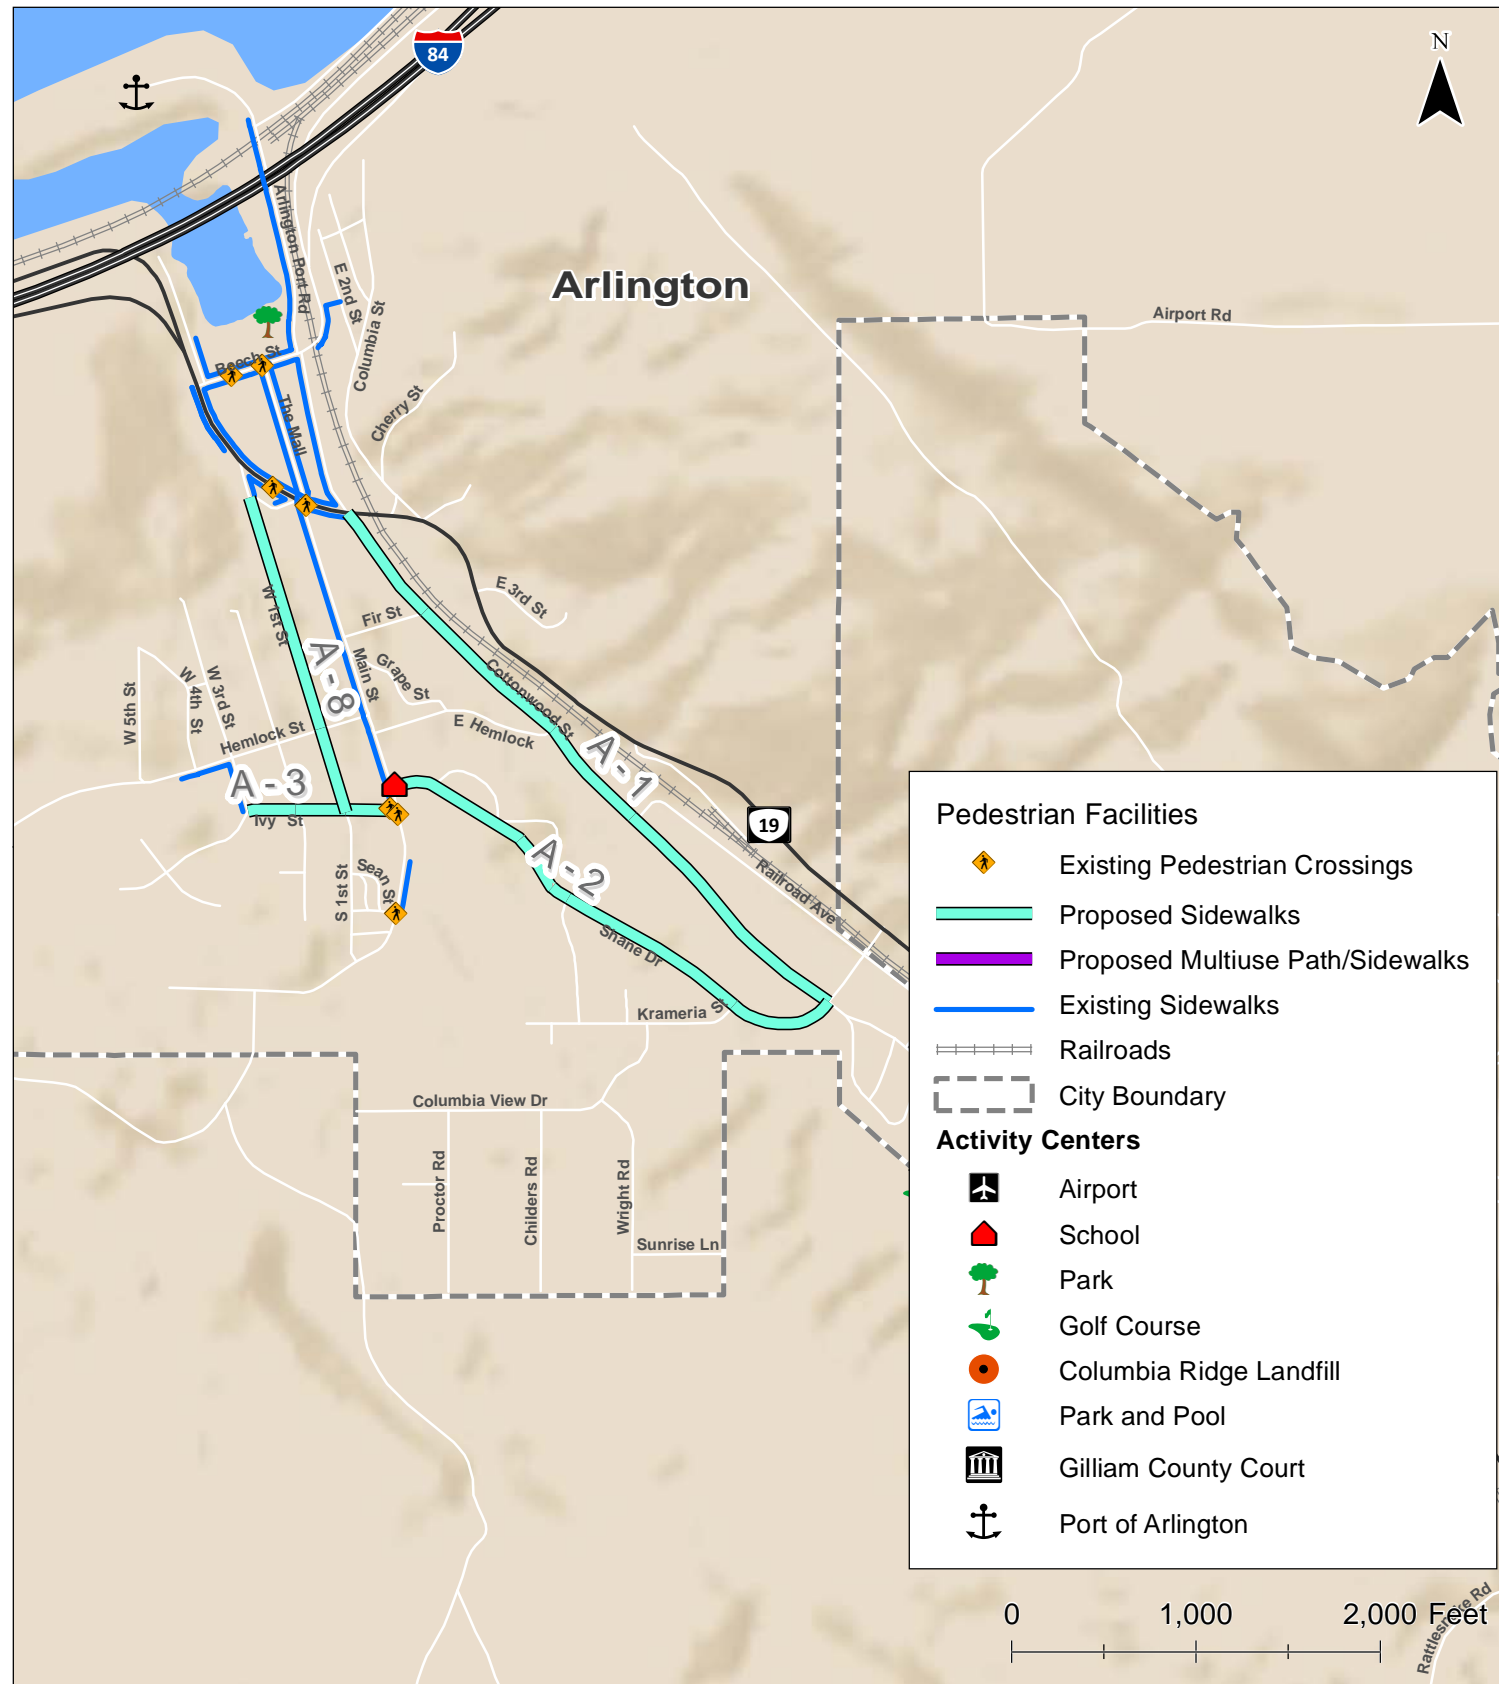 84
N
Arlington Port Rd
E 2nd St
Columbia St
Arlington
Airport Rd
Beech St
Cherry St
The Mall
E 3rd St
W 1st St
Fir St
A - 8
Main St
Grape St
Cottonwood St
W 5th St
W 4th St
W 3rd St
Hemlock St
E Hemlock
A - 1
A - 3
Ivy St
19
A - 2
S 1st St
Sean St
Railroad Ave
Shane Dr
Krameria St
Columbia View Dr
Proctor Rd
Childers Rd
Wright Rd
Sunrise Ln
Pedestrian Facilities
Existing Pedestrian Crossings
Proposed Sidewalks
Proposed Multiuse Path/Sidewalks
Existing Sidewalks
Railroads
City Boundary
Activity Centers
Airport
School
Park
Golf Course
Columbia Ridge Landfill
Park and Pool
Gilliam County Court
Port of Arlington
0 1,000 2,000 Feet
Rattlesnake Rd